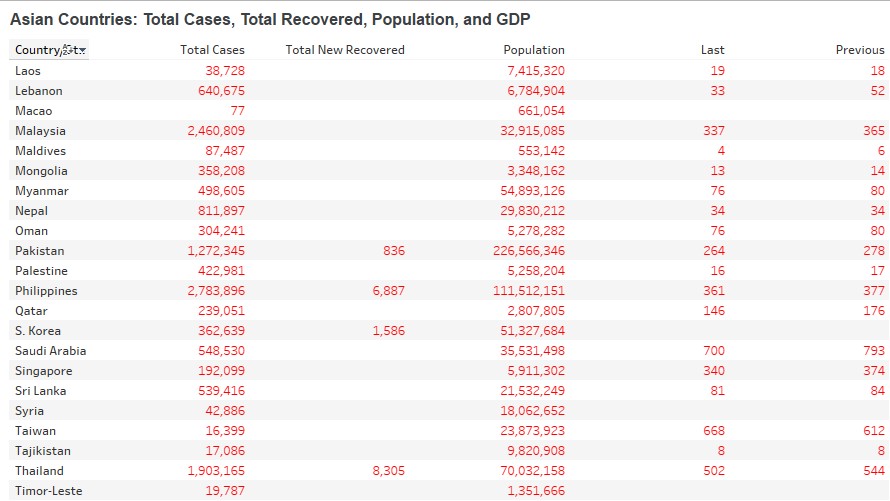 Asian Countries: Total Cases, Total Recovered, Population, and GDP
Total Cases Total New Recovered Population Last Previous
Laos 38,728 7,415,320 19 18
Lebanon 640,675 6,784,904 33 52
Macao 77 661,054
Malaysia 2,460,809 32,915,085 337 365
Maldives 87,487 553,142 4 6
Mongolia 358,208 3,348,162 13 14
Myanmar 498,605 54,893,126 76 80
Nepal 811,897 29,830,212 34 34
Oman 304,241 5,278,282 76 80
Pakistan 1,272,345 836 226,566,346 264 278
Palestine 422,981 5,258,204 16 17
Philippines 2,783,896 6,887 111,512,151 361 377
Qatar 239,051 2,807,805 146 176
S. Korea 362,639 1,586 51,327,684
Saudi Arabia 548,530 35,531,498 700 793
Singapore 192,099 5,911,302 340 374
Sri Lanka 539,416 21,532,249 81 84
Syria 42,886 18,062,652
Taiwan 16,399 23,873,923 668 612
Tajikistan 17,086 9,820,908 8 8
Thailand 1,903,165 8,305 70,032,158 502 544
Timor-Leste 19,787 1,351,666